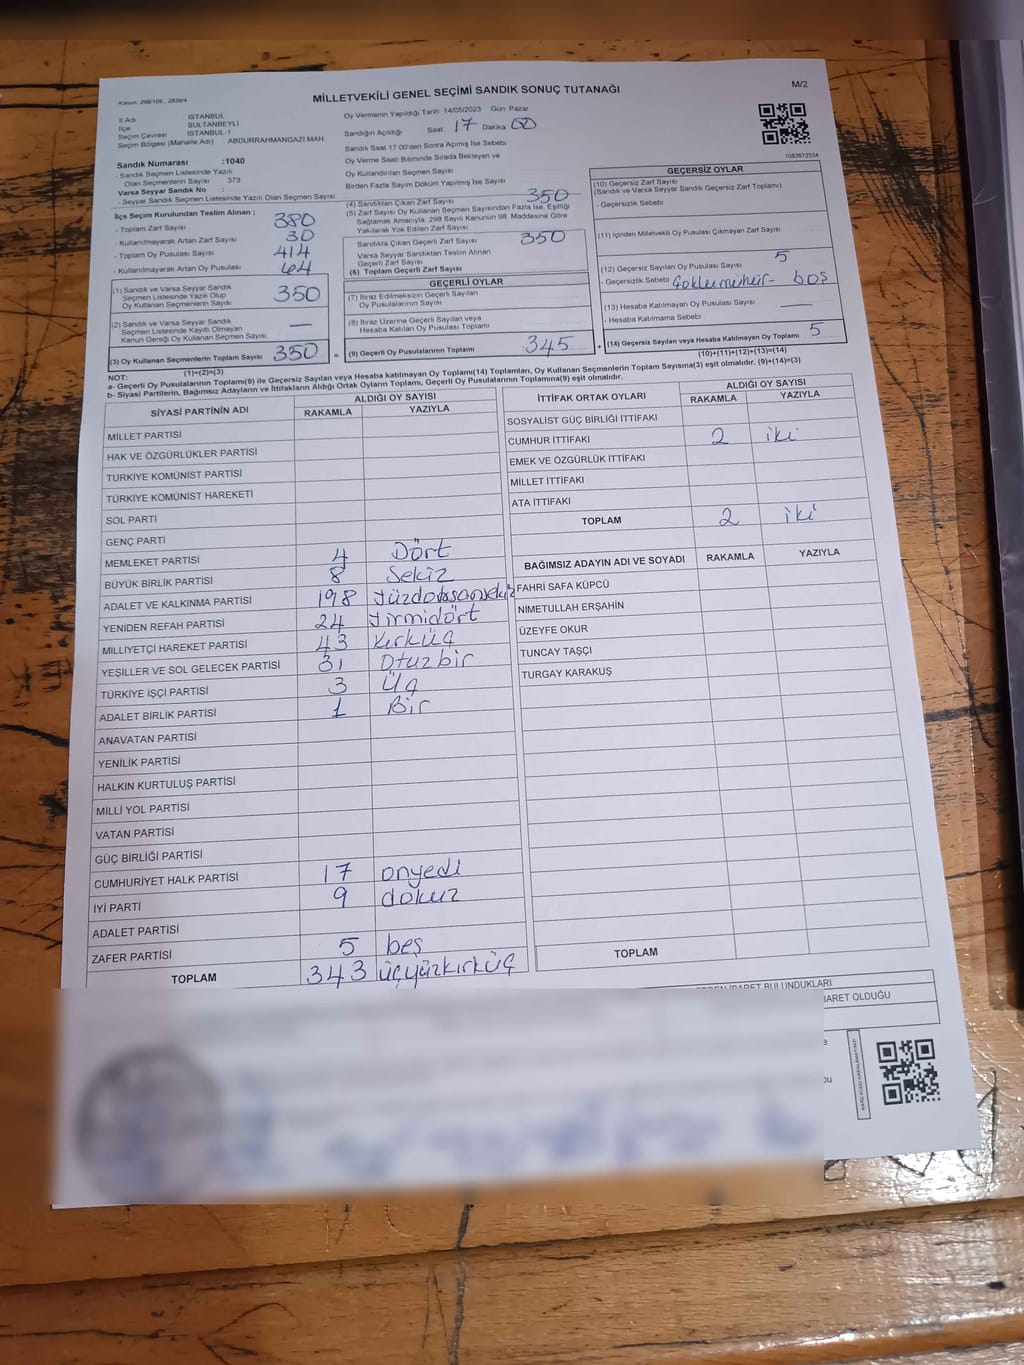 Kanun, 298/105 , 2839/4
MİLLETVEKİLİ GENEL SEÇİMİ SANDIK SONUÇ TUTANAĞI
M/2
İl Adı İSTANBUL
İlçe SULTANBEYLİ
Seçim Çevresi İSTANBUL-1
Seçim Bölgesi (Mahalle Adı) ABDURRAHMANGAZİ MAH
Sandık Numarası :1040
- Sandık Seçmen Listesinde Yazılı
Olan Seçmenlerin Sayısı 373
Varsa Seyyar Sandık No :
- Seyyar Sandık Seçmen Listesinde Yazılı Olan Seçmen Sayısı
İlçe Seçim Kurulundan Teslim Alınan ;
- Toplam Zarf Sayısı 380
- Kullanılmayarak Artan Zarf Sayısı 30
- Toplam Oy Pusulası Sayısı 414
- Kullanılmayarak Artan Oy Pusulası 64
(1) Sandık ve Varsa Seyyar Sandık
Seçmen Listesinde Yazılı Olup
Oy Kullanan Seçmenlerin Sayısı 350
(2) Sandık ve Varsa Seyyar Sandık
Seçmen Listesinde Kayıtlı Olmayan
Kanun Gereği Oy Kullanan Seçmen Sayısı —
(3) Oy Kullanan Seçmenlerin Toplam Sayısı 350
(1)+(2)=(3)
Oy Vermenin Yapıldığı Tarih 14/05/2023 Gün: Pazar
Sandığın Açıldığı Saat 17 Dakika 00
Sandık Saat 17:00'den Sonra Açılmış İse Sebebi
Oy Verme Saati Bitiminde Sırada Bekleyen ve
Oy Kullandırılan Seçmen Sayısı
Birden Fazla Sayım Döküm Yapılmış İse Sayısı
(4) Sandıktan Çıkan Zarf Sayısı 350
(5) Zarf Sayısı Oy Kullanan Seçmen Sayısından Fazla İse, Eşitliği
Sağlamak Amacıyla, 298 Sayılı Kanunun 98. Maddesine Göre
Yakılarak Yok Edilen Zarf Sayısı
Sandıkta Çıkan Geçerli Zarf Sayısı 350
Varsa Seyyar Sandıktan Teslim Alınan
Geçerli Zarf Sayısı
(6) Toplam Geçerli Zarf Sayısı
GEÇERLİ OYLAR
(7) İtiraz Edilmeksizin Geçerli Sayılan
Oy Pusulalarının Sayısı
(8) İtiraz Üzerine Geçerli Sayılan veya
Hesaba Katılan Oy Pusulası Toplamı
= (9) Geçerli Oy Pusulalarının Toplamı 345
1083672534
GEÇERSİZ OYLAR
(10) Geçersiz Zarf Sayısı
(Sandık ve Varsa Seyyar Sandık Geçersiz Zarf Toplamı)
- Geçersizlik Sebebi
(11) İçinden Milletvekili Oy Pusulası Çıkmayan Zarf Sayısı
(12) Geçersiz Sayılan Oy Pusulası Sayısı 5
- Geçersizlik Sebebi boş
(13) Hesaba Katılmayan Oy Pusulası Sayısı
- Hesaba Katılmama Sebebi
+ (14) Geçersiz Sayılan veya Hesaba Katılmayan Oy Toplamı 5
(10)+(11)+(12)+(13)=(14)
NOT:
a- Geçerli Oy Pusulaları Toplamı(9) ile Geçersiz Sayılan veya Hesaba Katılmayan Oy Toplamı(14) Toplamları, Oy Kullanan Seçmenlerin Toplam Sayısına(3) eşit olmalıdır. (9)+(14)=(3)
b- Siyasi Partilerin, Bağımsız Adayların ve İttifakların Aldığı Ortak Oyların Toplamı, Geçerli Oy Pusulalarının Toplamına(9) eşit olmalıdır.
SİYASİ PARTİNİN ADI ALDIĞI OY SAYISI
RAKAMLA YAZIYLA
MİLLET PARTİSİ
HAK VE ÖZGÜRLÜKLER PARTİSİ
TÜRKİYE KOMÜNİST PARTİSİ
TÜRKİYE KOMÜNİST HAREKETİ
SOL PARTİ
GENÇ PARTİ
MEMLEKET PARTİSİ 4 Dört
BÜYÜK BİRLİK PARTİSİ 8 Sekiz
ADALET VE KALKINMA PARTİSİ 198 Yüzdoksansekiz
YENİDEN REFAH PARTİSİ 24 Yirmidört
MİLLİYETÇİ HAREKET PARTİSİ 43 Kırküç
YEŞİLLER VE SOL GELECEK PARTİSİ 31 Otuzbir
TÜRKİYE İŞÇİ PARTİSİ 3 Üç
ADALET BİRLİK PARTİSİ 1 Bir
ANAVATAN PARTİSİ
YENİLİK PARTİSİ
HALKIN KURTULUŞ PARTİSİ
MİLLİ YOL PARTİSİ
VATAN PARTİSİ
GÜÇ BİRLİĞİ PARTİSİ
CUMHURİYET HALK PARTİSİ 17 onyedi
İYİ PARTİ 9 dokuz
ADALET PARTİSİ
ZAFER PARTİSİ 5 beş
TOPLAM 343 üçyüzkırküç
İTTİFAK ORTAK OYLARI ALDIĞI OY SAYISI
RAKAMLA YAZIYLA
SOSYALİST GÜÇ BİRLİĞİ İTTİFAKI
CUMHUR İTTİFAKI 2 iki
EMEK VE ÖZGÜRLÜK İTTİFAKI
MİLLET İTTİFAKI
ATA İTTİFAKI
TOPLAM 2 iki
BAĞIMSIZ ADAYIN ADI VE SOYADI RAKAMLA YAZIYLA
FAHRİ SAFA KÜPCÜ
NİMETULLAH ERŞAHİN
ÜZEYFE OKUR
TUNCAY TAŞÇI
TURGAY KARAKUŞ
TOPLAM
BULUNDUKLARI
BARET OLDUĞU